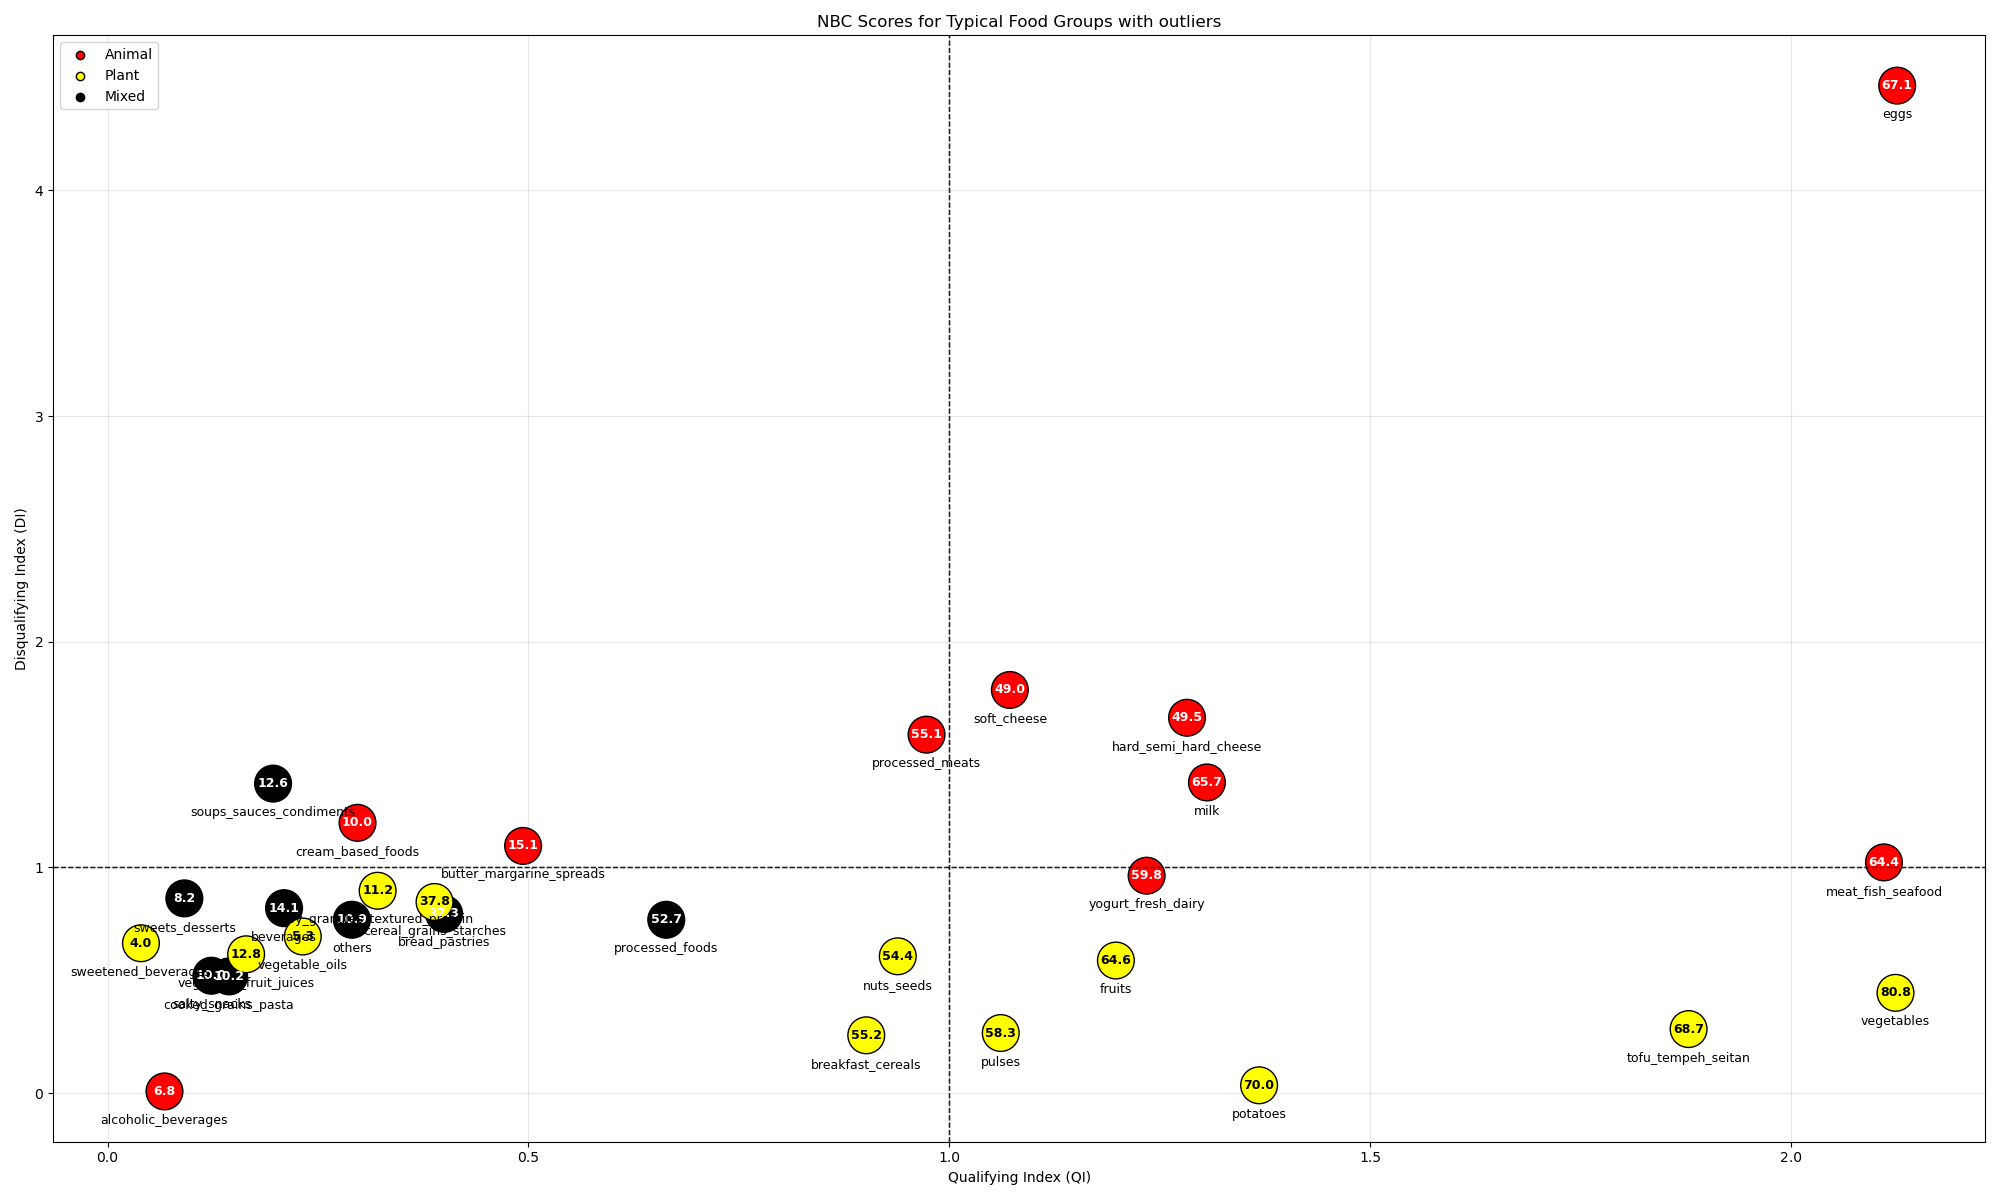 NBC Scores for Typical Food Groups with outliers
Animal
Plant
Mixed
67.1
eggs
4
3
2
1
0
Disqualifying Index (DI)
49.0
soft_cheese
49.5
hard_semi_hard_cheese
55.1
processed_meats
65.7
milk
12.6
soups_sauces_condiments
10.0
cream_based_foods
15.1
butter_margarine_spreads
64.4
meat_fish_seafood
59.8
yogurt_fresh_dairy
8.2
sweets_desserts
11.2
37.8
cereal_grains_starches
14.1
beverages
others
bread_pastries
52.7
processed_foods
4.0
5.3
vegetable_oils
12.8
fruit_juices
10.2
cooked_grains_pasta
54.4
nuts_seeds
64.6
fruits
80.8
vegetables
55.2
breakfast_cereals
58.3
pulses
68.7
tofu_tempeh_seitan
70.0
potatoes
6.8
alcoholic_beverages
0.0
0.5
1.0
1.5
2.0
Qualifying Index (QI)